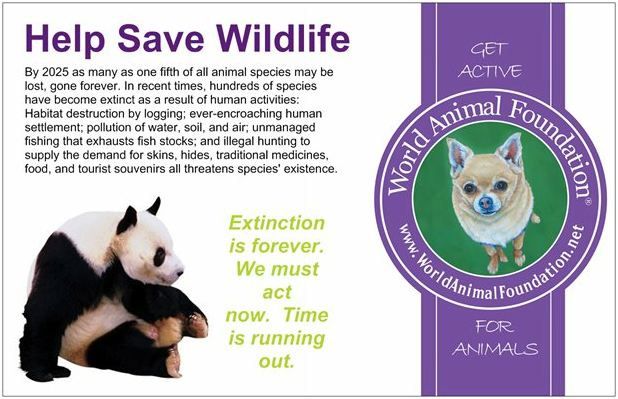 Help Save Wildlife
By 2025 as many as one fifth of all animal species may be
lost, gone forever. In recent times, hundreds of species
have become extinct as a result of human activities:
Habitat destruction by logging; ever-encroaching human
settlement; pollution of water, soil, and air; unmanaged
fishing that exhausts fish stocks; and illegal hunting to
supply the demand for skins, hides, traditional medicines,
food, and tourist souvenirs all threatens species' existence.
Extinction
is forever.
We must
act
now. Time
is running
out.
GET
ACTIVE
World Animal Foundation®
www.WorldAnimalFoundation.net
FOR
ANIMALS